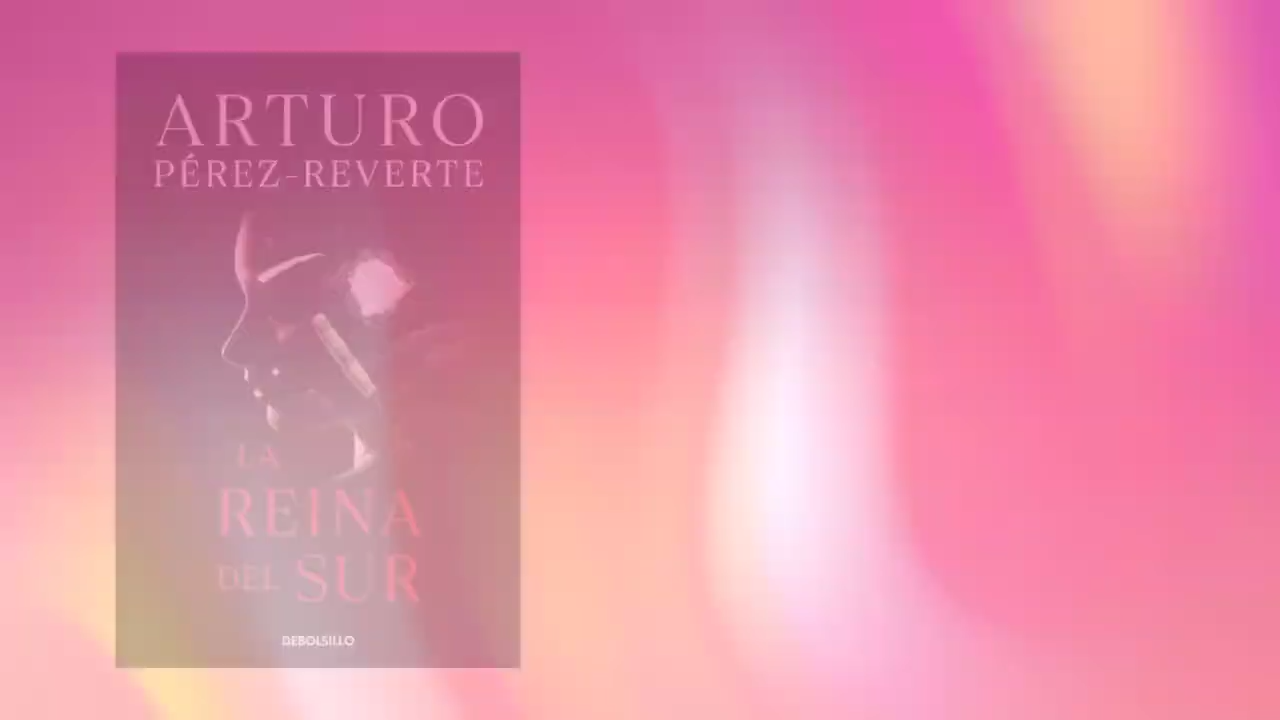 ARTURO
PÉREZ-REVERTE
LA
REINA
DEL SUR
DEBOLSILLO